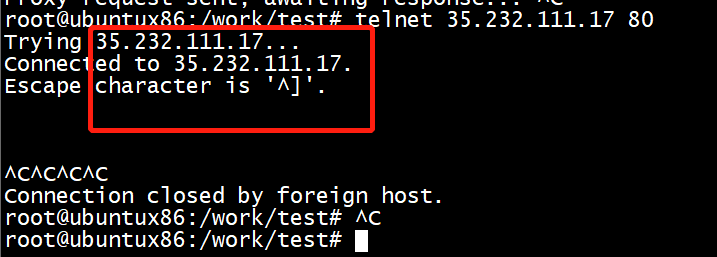 Proxy request sent, awaiting response... ^C
root@ubuntux86:/work/test# telnet 35.232.111.17 80
Trying 35.232.111.17...
Connected to 35.232.111.17.
Escape character is '^]'.
^C^C^C^C
Connection closed by foreign host.
root@ubuntux86:/work/test# ^C
root@ubuntux86:/work/test#